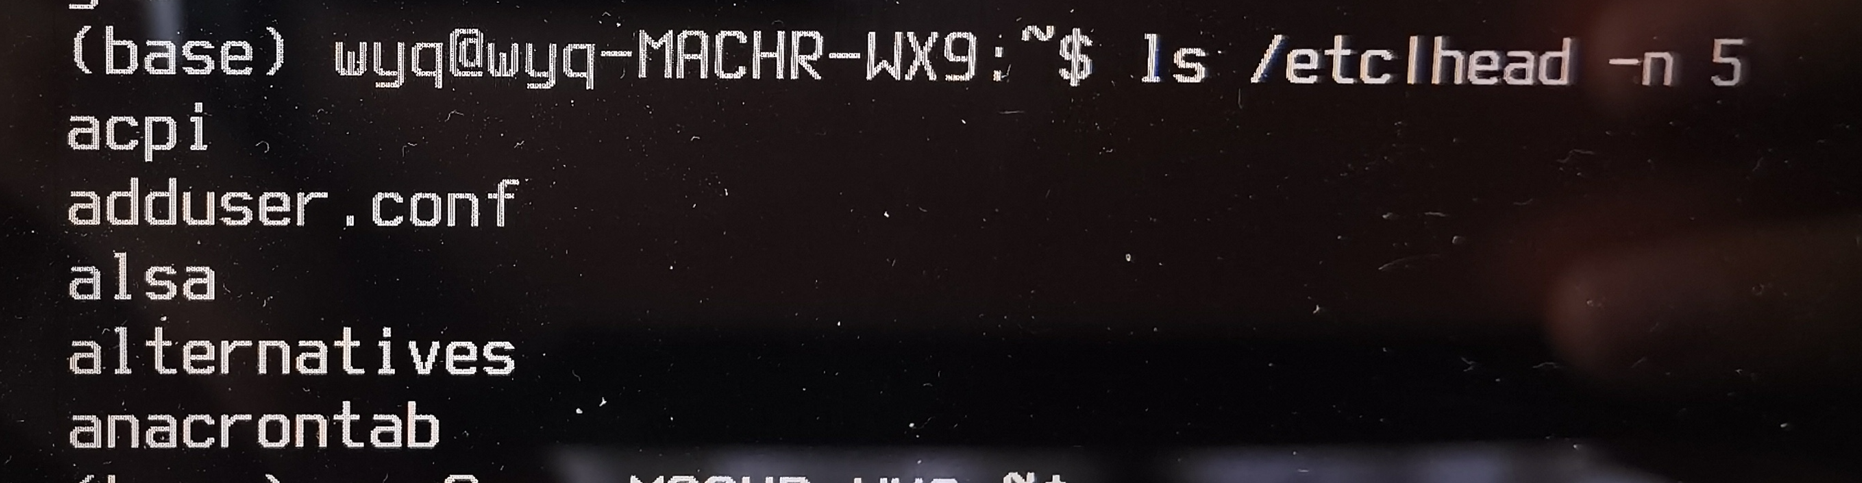 (base) wyq@wyq-MACHR-WX9:~$ ls /etc|head -n 5
acpi
adduser.conf
alsa
alternatives
anacrontab